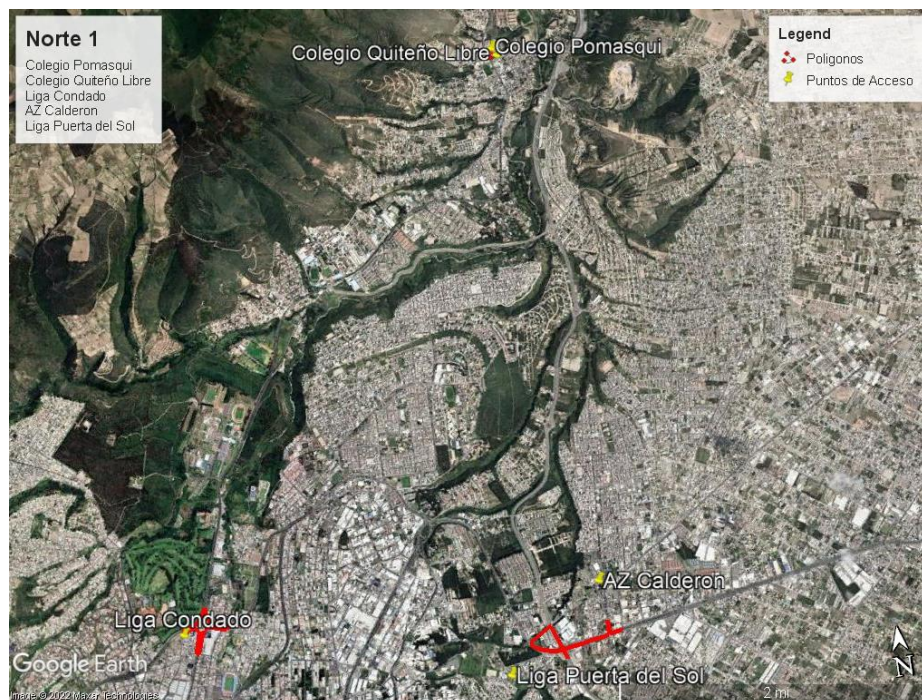 Norte 1
Colegio Pomasqui
Colegio Quiteño Libre
Liga Condado
AZ Calderon
Liga Puerta del Sol
Legend
Poligonos
Puntos de Acceso
Colegio Quiteño Libre
Colegio Pomasqui
AZ Calderon
Liga Condado
Liga Puerta del Sol
Google Earth
Image © 2022 Maxar Technologies
2 mi
N